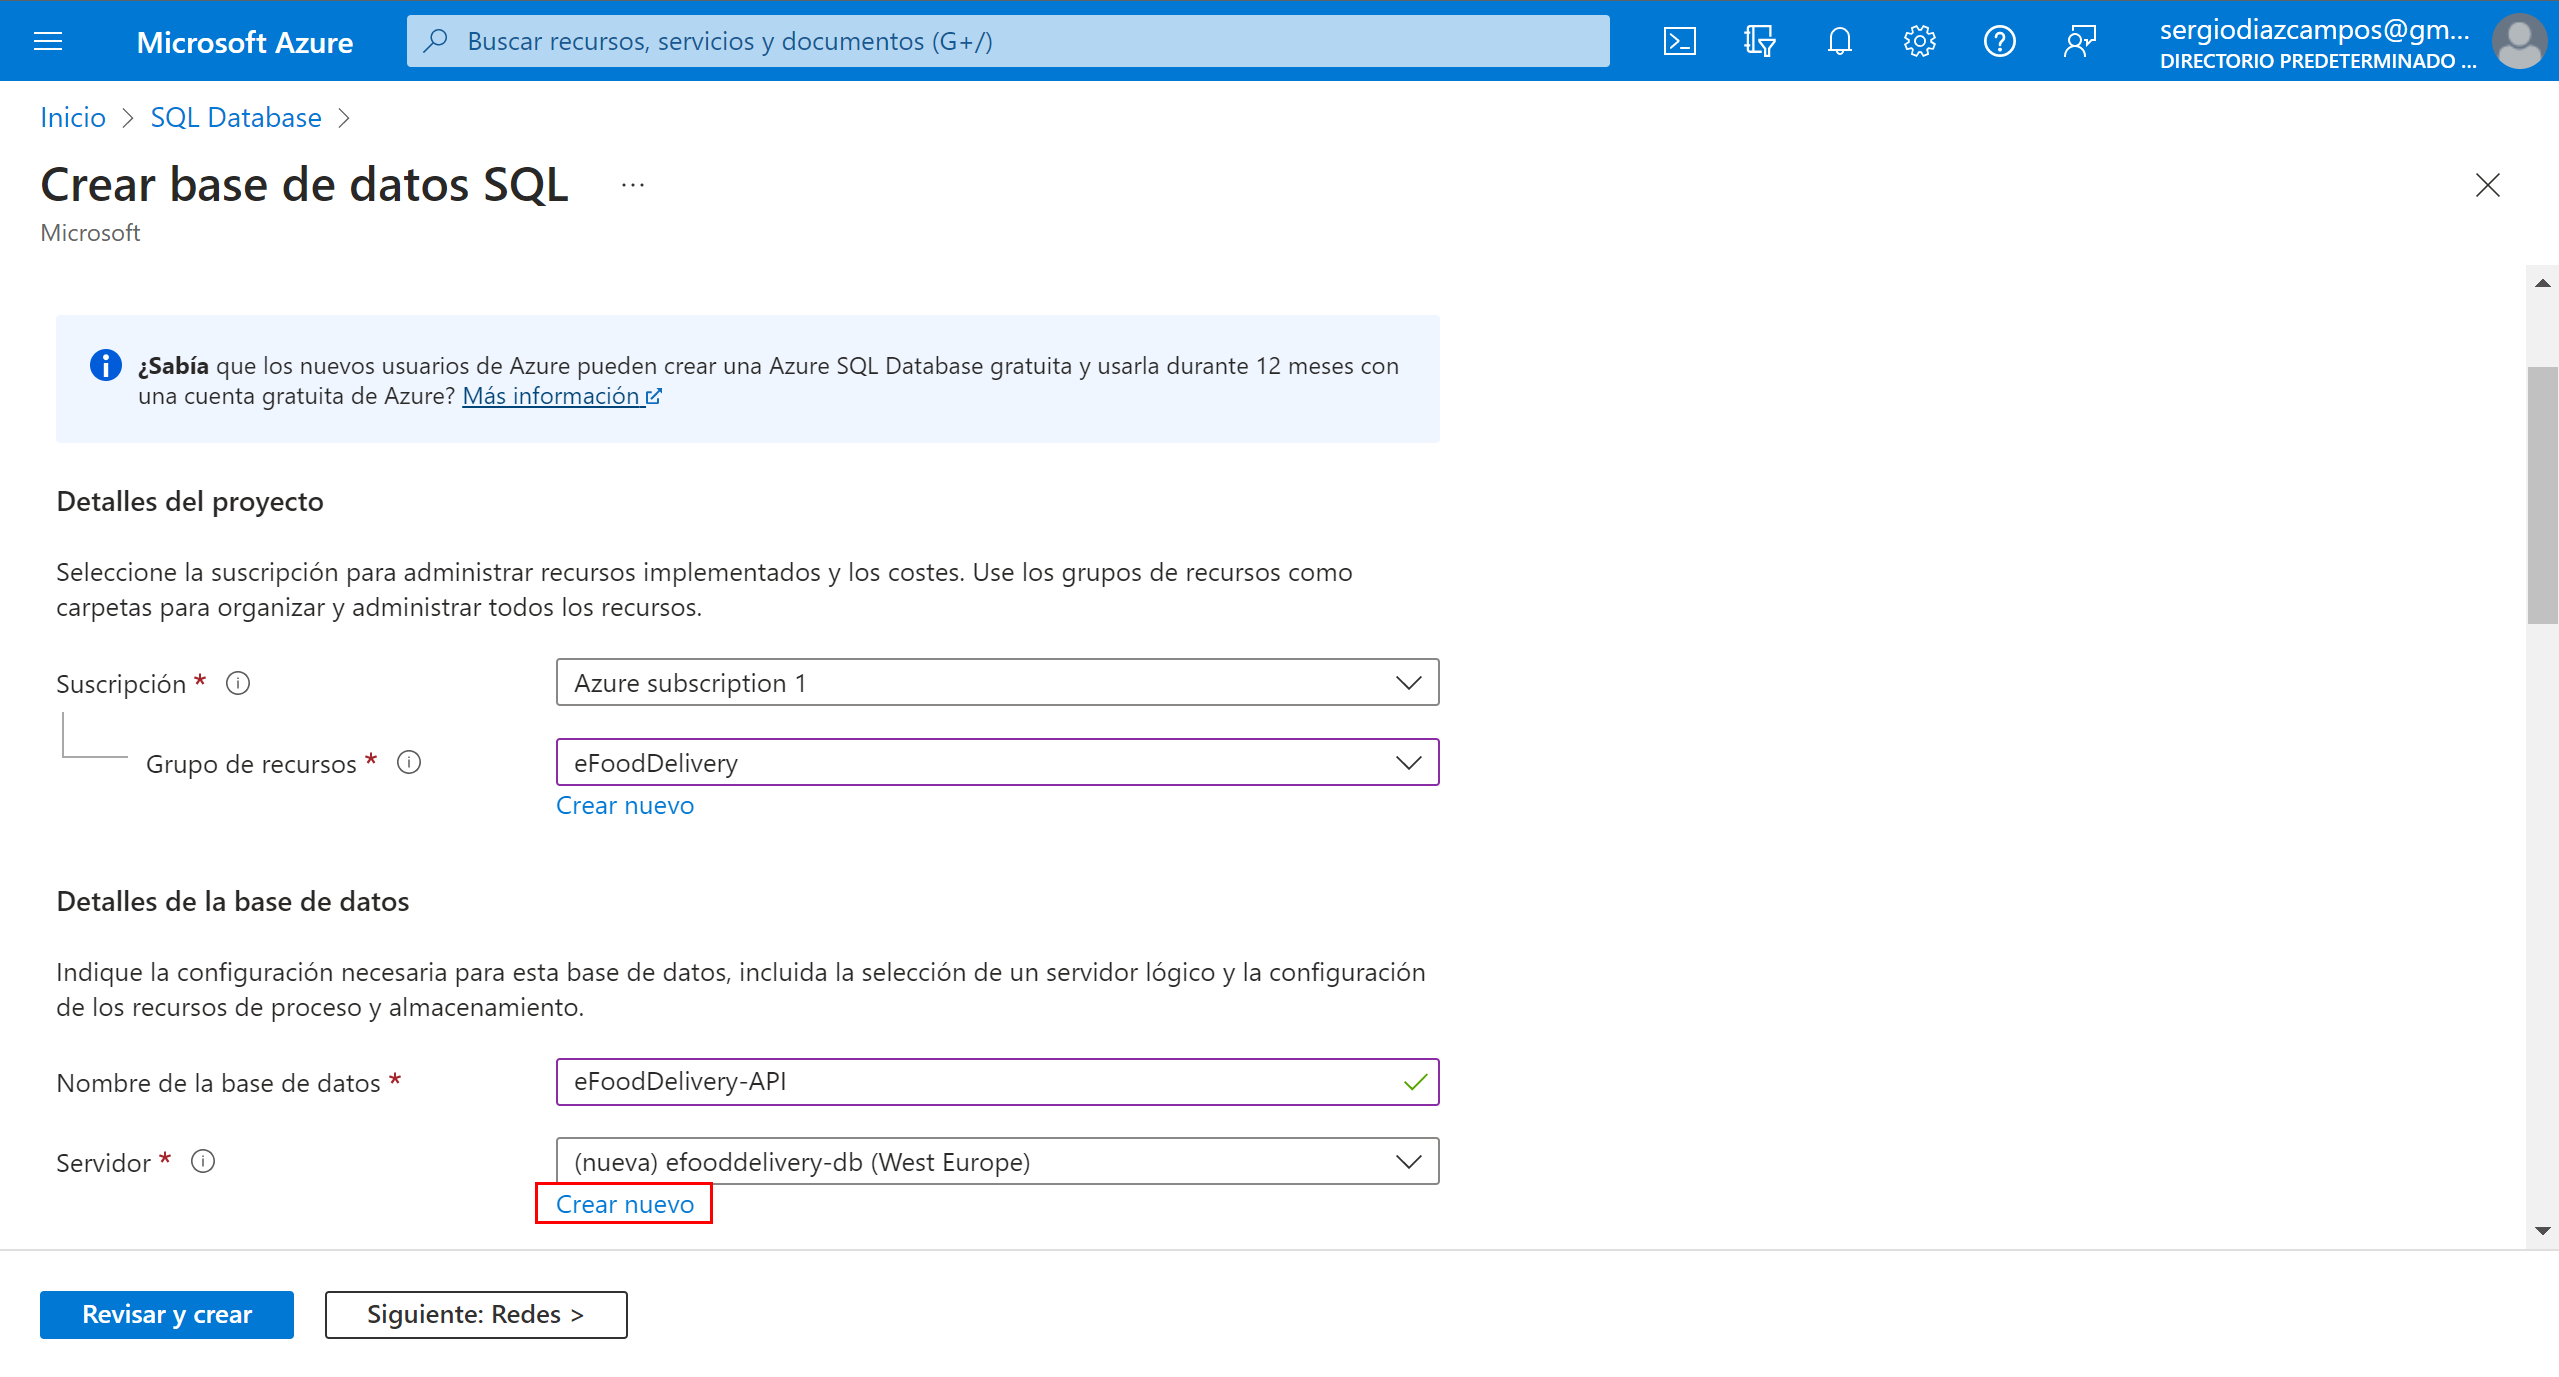 Microsoft Azure
Buscar recursos, servicios y documentos (G+/)
sergiodiazcampos@gm...
DIRECTORIO PREDETERMINADO ...
Inicio > SQL Database >
Crear base de datos SQL ...
Microsoft
¿Sabía que los nuevos usuarios de Azure pueden crear una Azure SQL Database gratuita y usarla durante 12 meses con
una cuenta gratuita de Azure? Más información
Detalles del proyecto
Seleccione la suscripción para administrar recursos implementados y los costes. Use los grupos de recursos como
carpetas para organizar y administrar todos los recursos.
Suscripción *
Azure subscription 1
Grupo de recursos *
eFoodDelivery
Crear nuevo
Detalles de la base de datos
Indique la configuración necesaria para esta base de datos, incluida la selección de un servidor lógico y la configuración
de los recursos de proceso y almacenamiento.
Nombre de la base de datos *
eFoodDelivery-API
Servidor *
(nueva) efooddelivery-db (West Europe)
Crear nuevo
Revisar y crear
Siguiente: Redes >